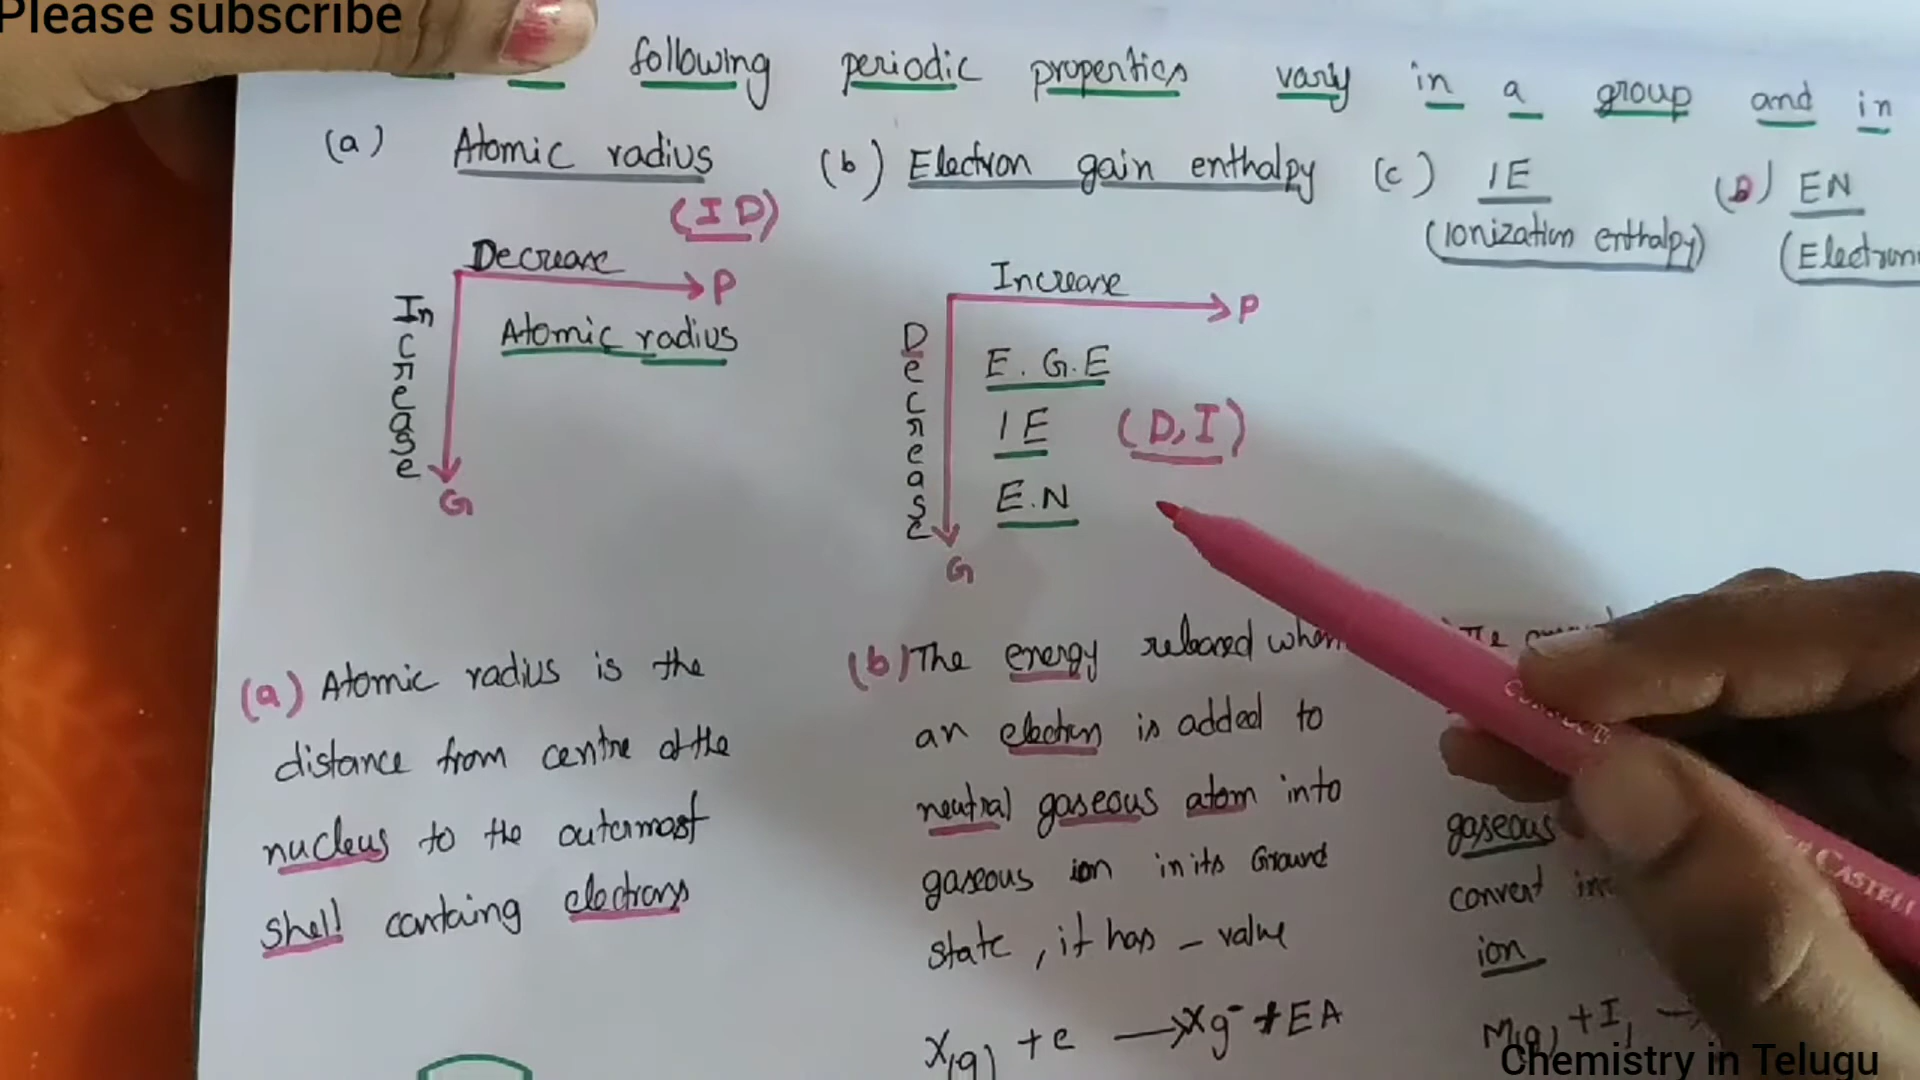 Please subscribe
following periodic properties vary in a group and in
(a) Atomic radius (b) Electron gain enthalpy (c) IE (D) EN
(Ionization enthalpy)
(ID)
Decrease
P
Increase
Atomic radius
G
Increase
P
Decrease
E.G.E
IE (D,I)
E.N
G
(a) Atomic radius is the
distance from centre of the
nucleus to the outermost
shell containg electrons
(b) The energy released when
an electron is added to
neutral gaseous atom into
gaseous ion in its Ground
state, it has - value
X(g) + e → Xg⁻ + EA
gaseous
convert
ion
M(g) + I₁ →
Chemistry in Telugu
CASTELL